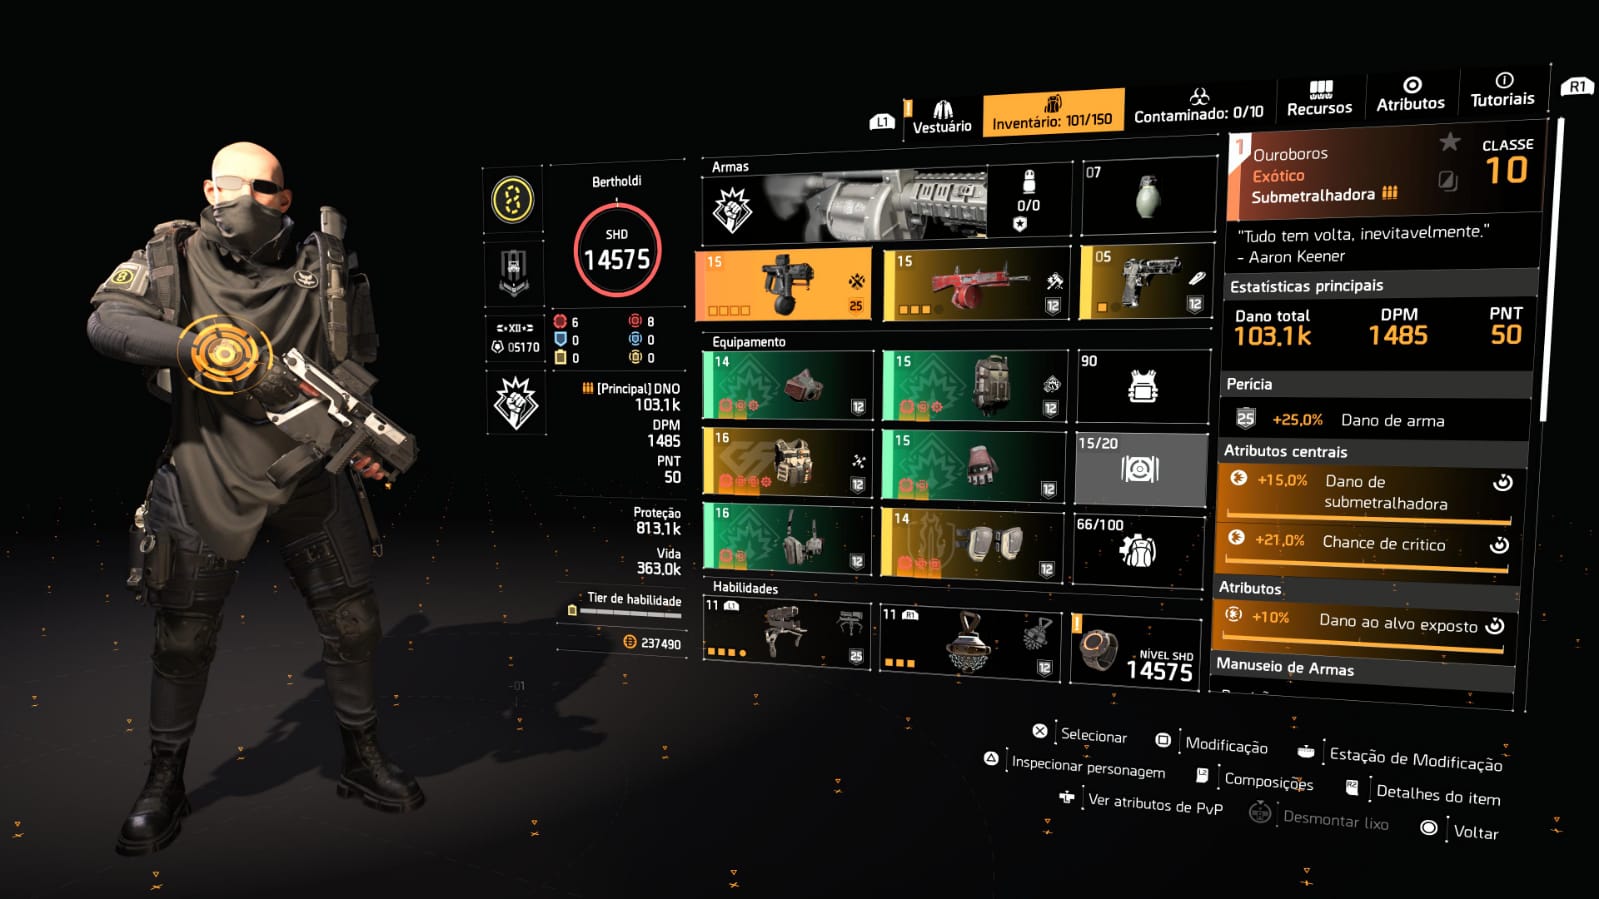 L1
Vestuário
Inventário: 101/150
Contaminado: 0/10
Recursos
Atributos
Tutoriais
R1
Bertholdi
SHD
14575
XII
05170
6
8
0
0
0
0
[Principal] DNO
103,1k
DPM
1485
PNT
50
Proteção
813,1k
Vida
363,0k
Tier de habilidade
237490
Armas
0/0
07
15
25
15
12
05
12
Equipamento
14
12
15
12
90
16
12
15
12
15/20
16
12
14
12
66/100
Habilidades
11 L1
25
11 R1
12
NÍVEL SHD
14575
1
Ouroboros
Exótico
Submetralhadora
CLASSE
10
"Tudo tem volta, inevitavelmente."
- Aaron Keener
Estatísticas principais
Dano total
103.1k
DPM
1485
PNT
50
Perícia
25
+25,0% Dano de arma
Atributos centrais
+15,0% Dano de
submetralhadora
+21,0% Chance de critico
Atributos
+10% Dano ao alvo exposto
Manuseio de Armas
Selecionar
Modificação
Estação de Modificação
Inspecionar personagem
L2 Composições
R2 Detalhes do item
Ver atributos de PvP
Desmontar lixo
Voltar